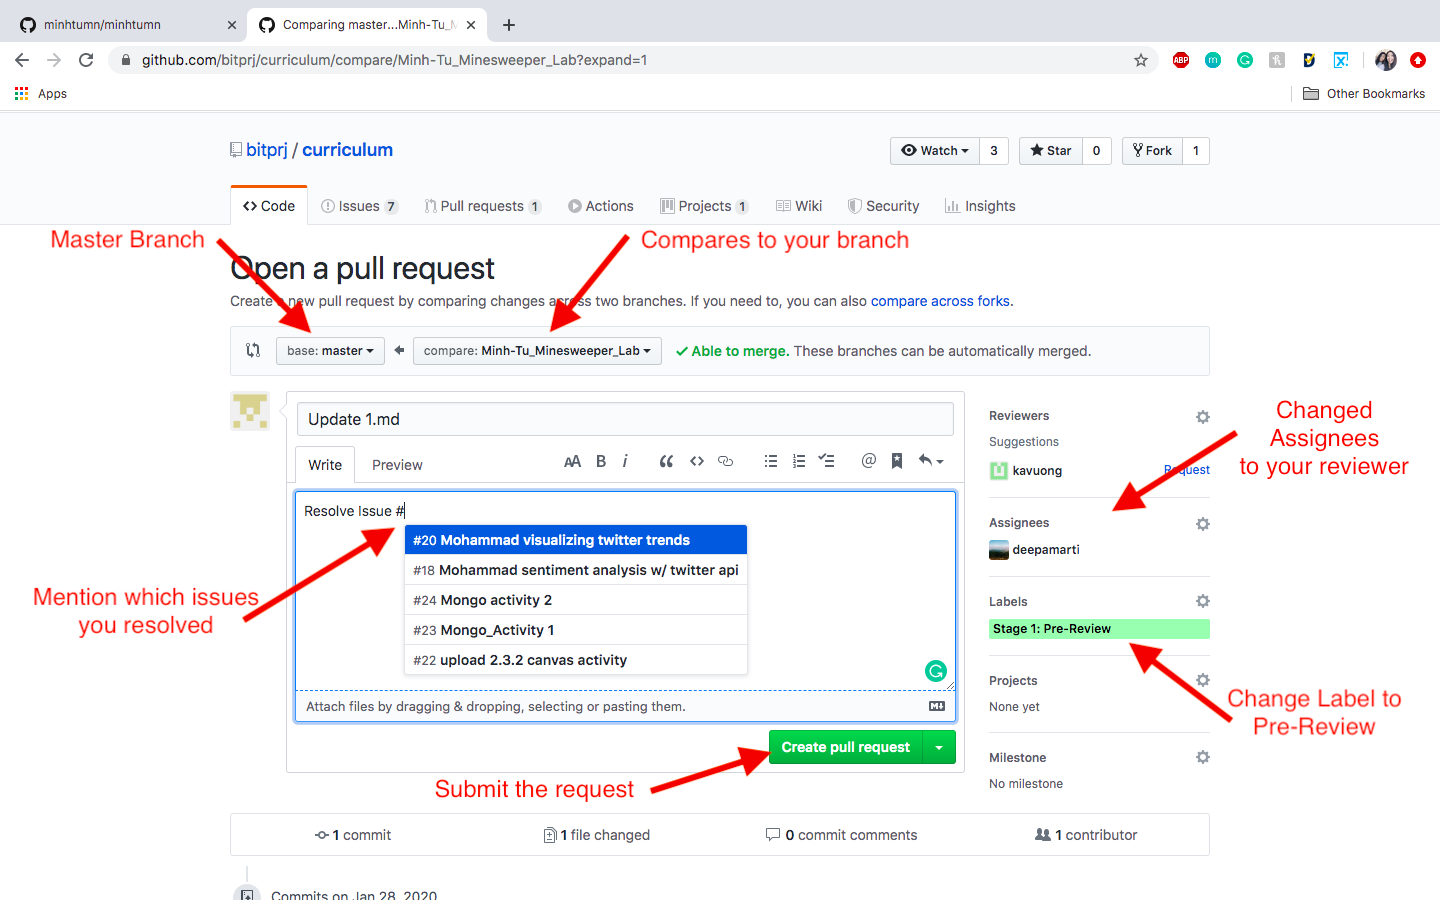 minhtumn/minhtumn
Comparing master...Minh-Tu_M
github.com/bitprj/curriculum/compare/Minh-Tu_Minesweeper_Lab?expand=1
ABP
Apps
Other Bookmarks
bitprj / curriculum
Watch 3
Star 0
Fork 1
Code
Issues 7
Pull requests 1
Actions
Projects 1
Wiki
Security
Insights
Master Branch
Compares to your branch
Open a pull request
Create a new pull request by comparing changes across two branches. If you need to, you can also compare across forks.
base: master
compare: Minh-Tu_Minesweeper_Lab
Able to merge. These branches can be automatically merged.
Update 1.md
Write
Preview
AA B i
Resolve Issue #
#20 Mohammad visualizing twitter trends
#18 Mohammad sentiment analysis w/ twitter api
#24 Mongo activity 2
#23 Mongo_Activity 1
#22 upload 2.3.2 canvas activity
Mention which issues
you resolved
Attach files by dragging & dropping, selecting or pasting them.
Create pull request
Submit the request
Reviewers
Suggestions
kavuong
Request
Changed
Assignees
to your reviewer
Assignees
deepamarti
Labels
Stage 1: Pre-Review
Change Label to
Pre-Review
Projects
None yet
Milestone
No milestone
1 commit
1 file changed
0 commit comments
1 contributor
Commits on Jan 28, 2020